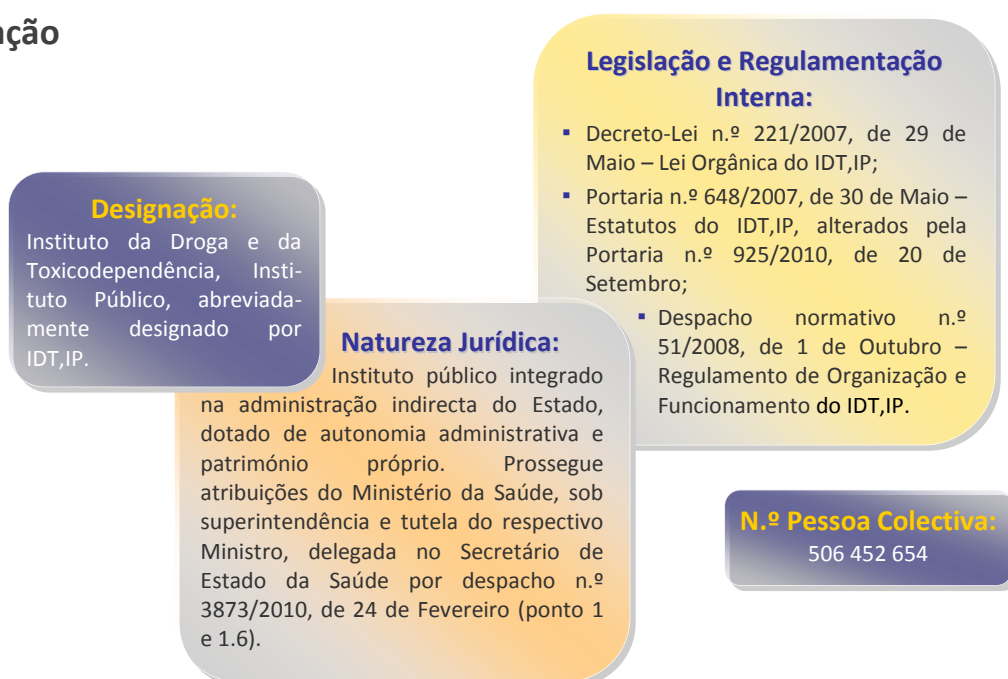 ação
Legislação e Regulamentação
Interna:
▪ Decreto-Lei n.º 221/2007, de 29 de
Maio – Lei Orgânica do IDT,IP;
▪ Portaria n.º 648/2007, de 30 de Maio –
Estatutos do IDT,IP, alterados pela
Portaria n.º 925/2010, de 20 de
Setembro;
▪ Despacho normativo n.º
51/2008, de 1 de Outubro –
Regulamento de Organização e
Funcionamento do IDT,IP.
Designação:
Instituto da Droga e da
Toxicodependência, Insti-
tuto Público, abreviada-
mente designado por
IDT,IP.
Natureza Jurídica:
Instituto público integrado
na administração indirecta do Estado,
dotado de autonomia administrativa e
património próprio. Prossegue
atribuições do Ministério da Saúde, sob
superintendência e tutela do respectivo
Ministro, delegada no Secretário de
Estado da Saúde por despacho n.º
3873/2010, de 24 de Fevereiro (ponto 1
e 1.6).
N.º Pessoa Colectiva:
506 452 654